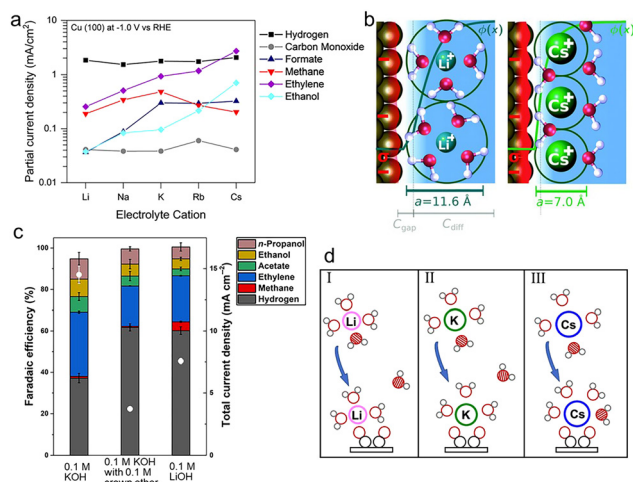 a
Cu (100) at -1.0 V vs RHE
Partial current density (mA/cm²)
10
1
0.1
0.01
Li
Na
K
Rb
Cs
Electrolyte Cation
Hydrogen
Carbon Monoxide
Formate
Methane
Ethylene
Ethanol
b
ϕ(x)
Li+
Li+
a=11.6 Å
C gap
C diff
ϕ(x)
Cs+
Cs+
Cs+
a=7.0 Å
c
Faradaic efficiency (%)
100
80
60
40
20
0
n-Propanol
Ethanol
Acetate
Ethylene
Methane
Hydrogen
15
10
5
0
Total current density (mA cm⁻²)
0.1 M
KOH
0.1 M KOH
with 0.1 M
crown ether
0.1 M
LiOH
d
I
Li
Li
II
K
K
III
Cs
Cs